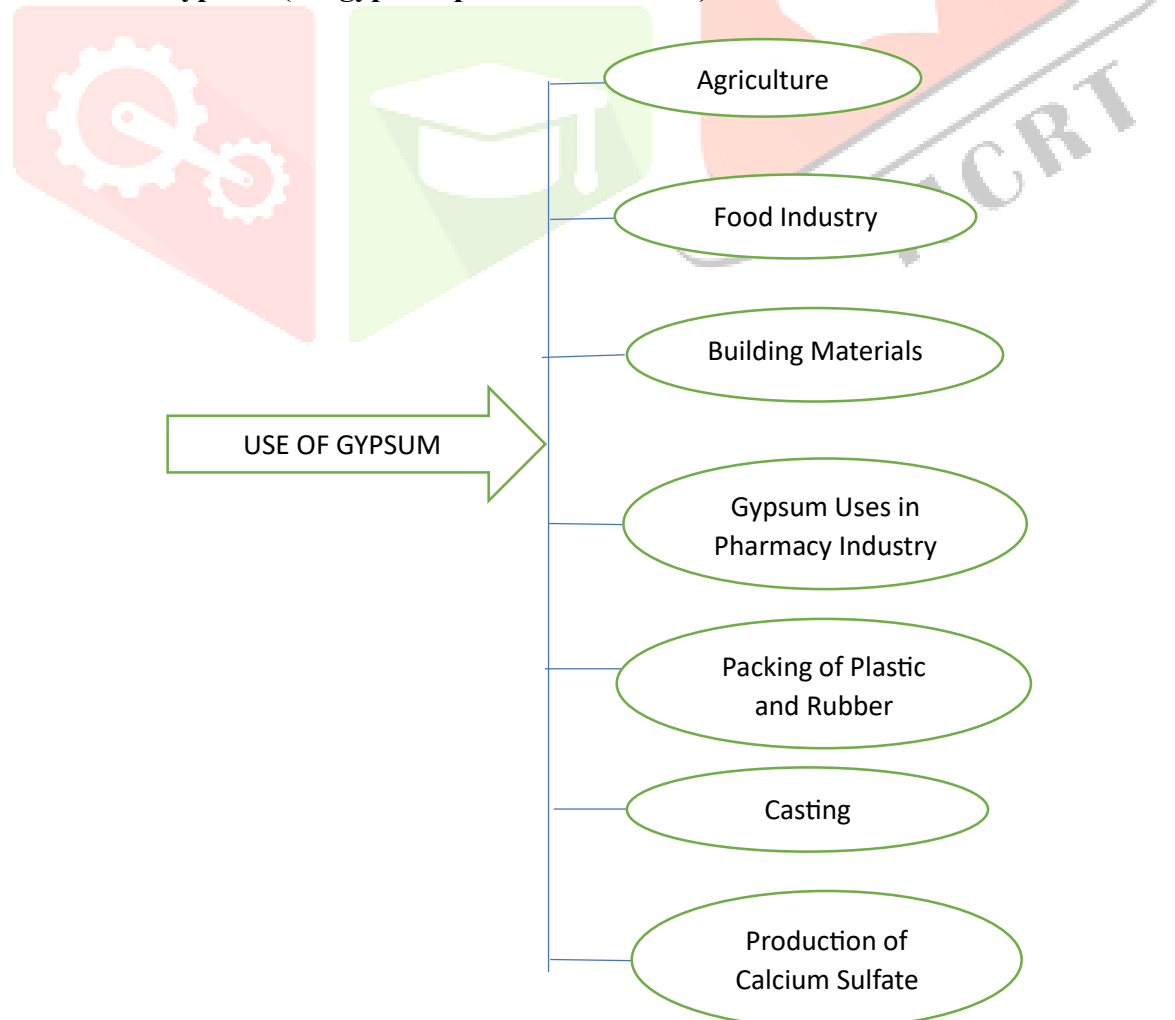 Agriculture
Food Industry
Building Materials
USE OF GYPSUM
Gypsum Uses in
Pharmacy Industry
Packing of Plastic
and Rubber
Casting
Production of
Calcium Sulfate